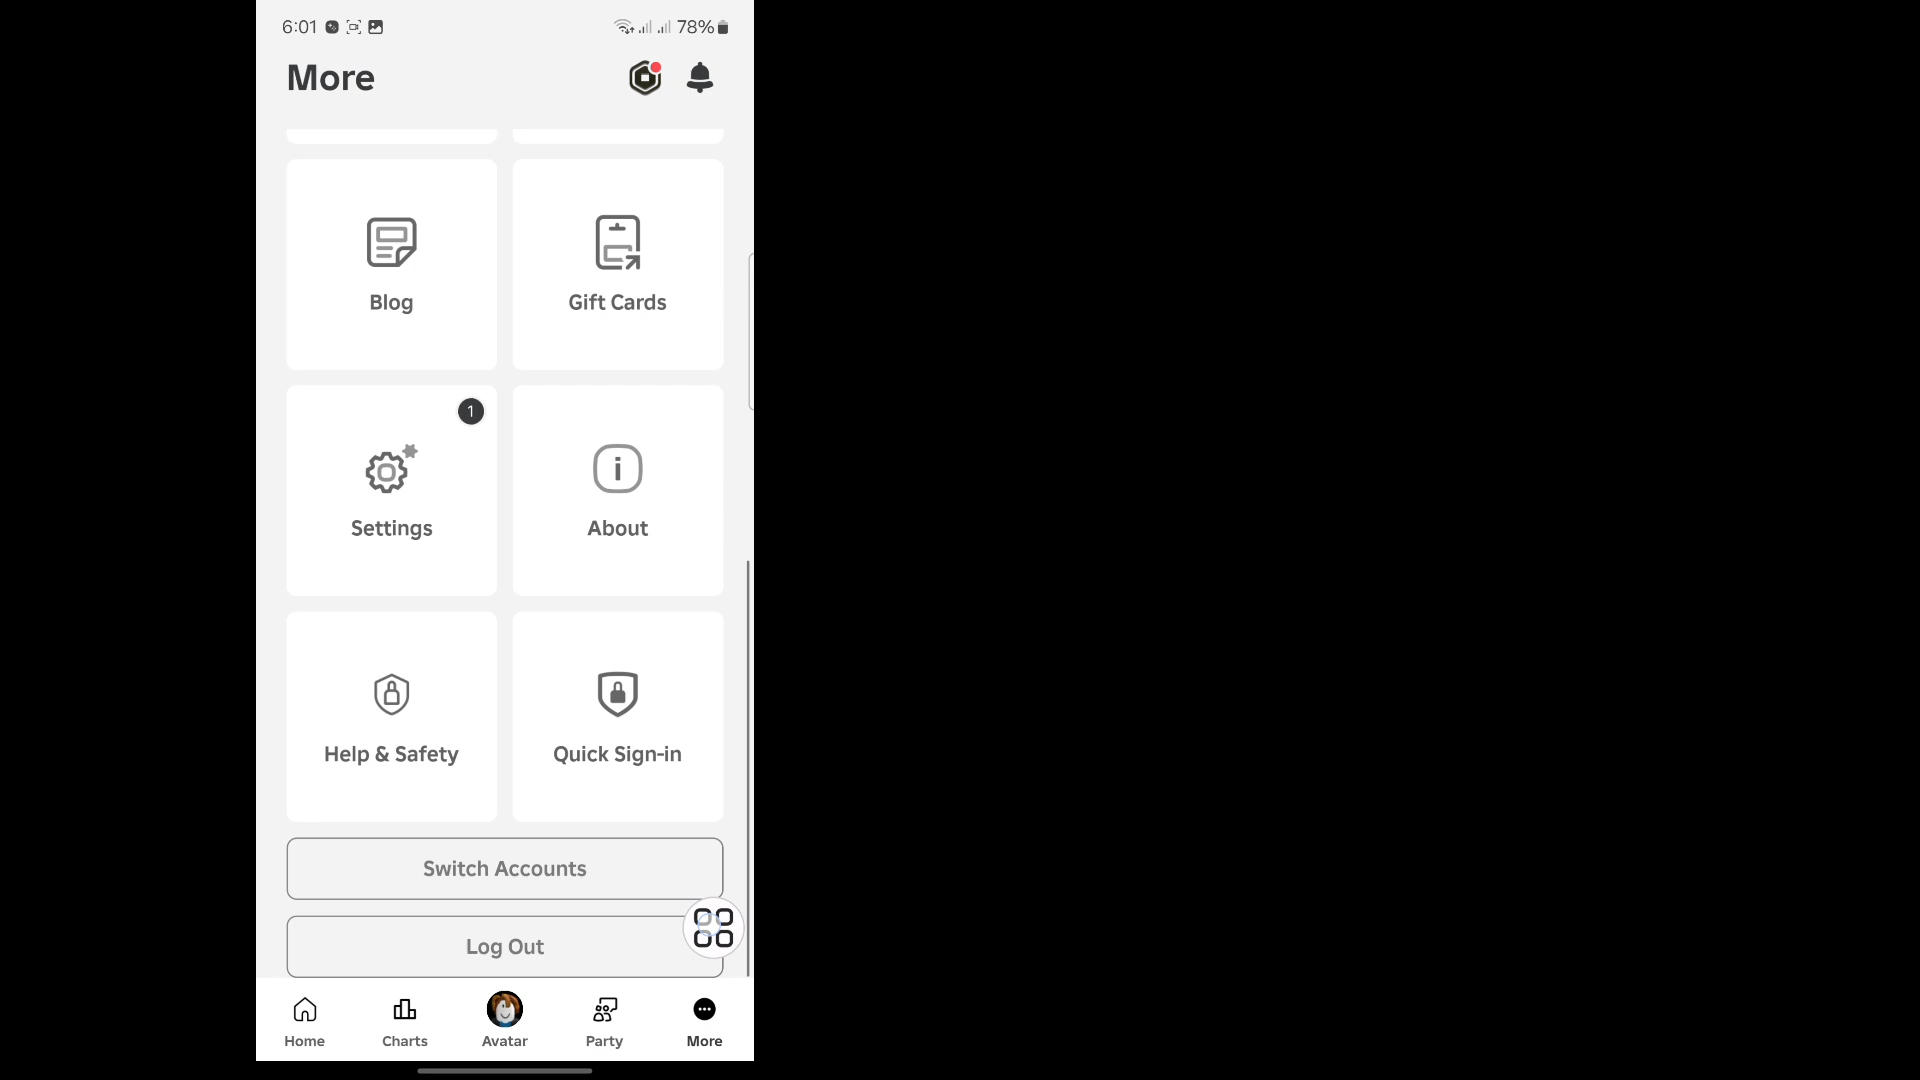 6:01 78%
More
Blog Gift Cards
1
Settings About
Help & Safety Quick Sign-in
Switch Accounts
Log Out
Home Charts Avatar Party More